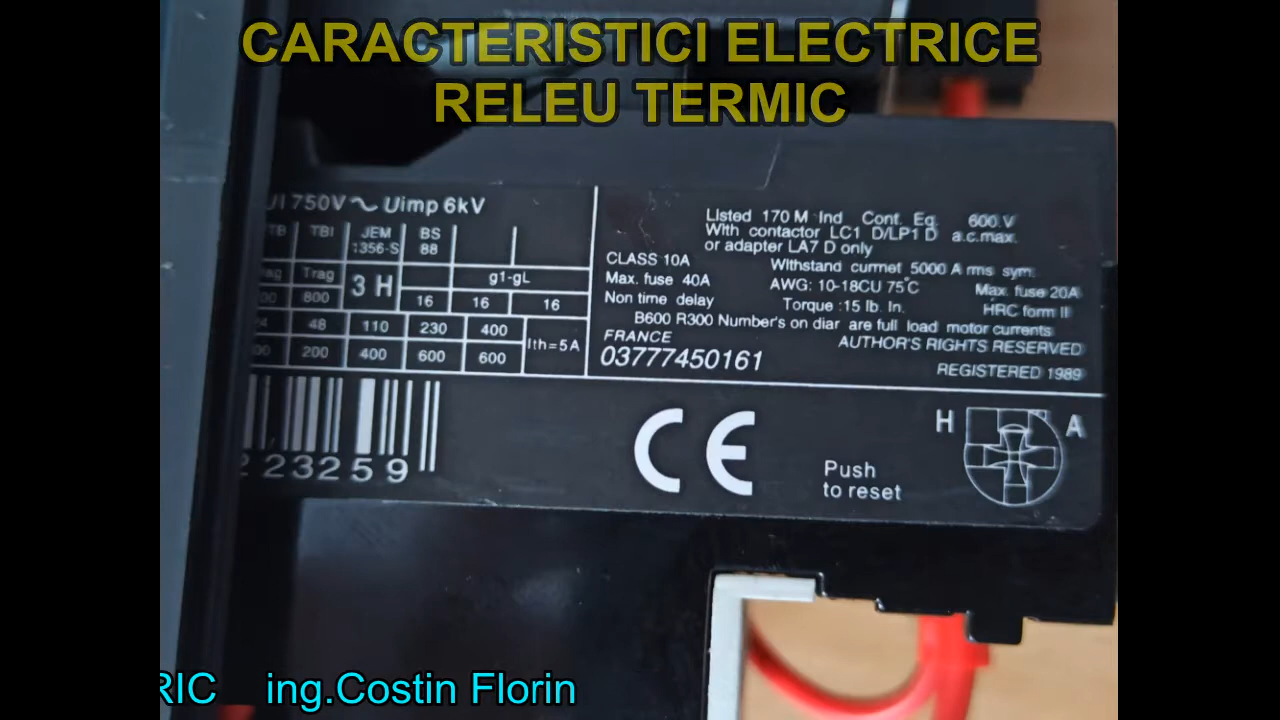 CARACTERISTICI ELECTRICE
RELEU TERMIC
UI 750V ~ Uimp 6kV
TB TBI JEM BS
1356-S 88
Trag 3 H g1-gL
800 16 16 16
48 110 230 400 Ith=5A
200 400 600 600
Listed 170 M Ind Cont. Eq. 600 V
With contactor LC1 D/LP1 D a.c.max.
or adapter LA7 D only
CLASS 10A Withstand curmet 5000 A rms sym.
Max. fuse 40A AWG: 10-18CU 75°C Max. fuse 20A
Non time delay Torque :15 lb. In. HRC form II
B600 R300 Number's on diar are full load motor currents
FRANCE AUTHOR'S RIGHTS RESERVED
03777450161 REGISTERED 1989
23259
CE
H A
Push
to reset
RIC ing.Costin Florin